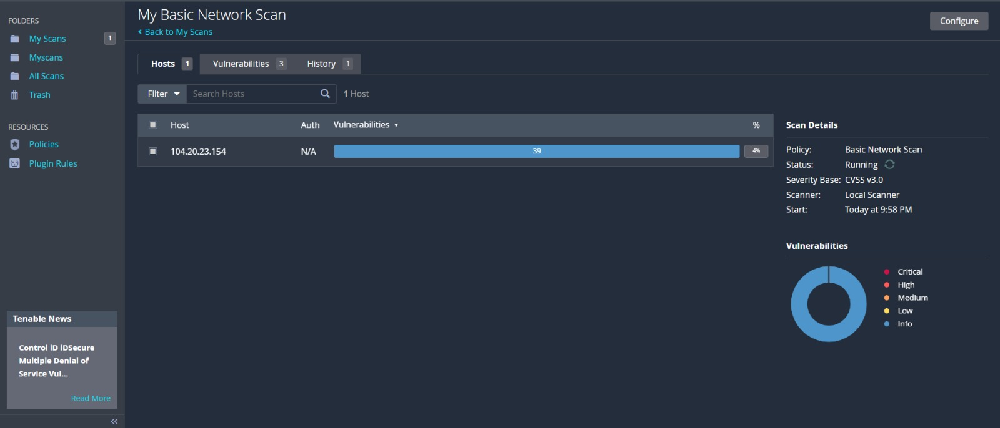 FOLDERS
My Scans 1
Myscans
All Scans
Trash
RESOURCES
Policies
Plugin Rules
Tenable News
Control iD iDSecure
Multiple Denial of
Service Vul...
Read More
My Basic Network Scan
Back to My Scans
Configure
Hosts 1 Vulnerabilities 3 History 1
Filter Search Hosts 1 Host
Host Auth Vulnerabilities %
104.20.23.154 N/A 39 4%
Scan Details
Policy: Basic Network Scan
Status: Running
Severity Base: CVSS v3.0
Scanner: Local Scanner
Start: Today at 9:58 PM
Vulnerabilities
Critical
High
Medium
Low
Info